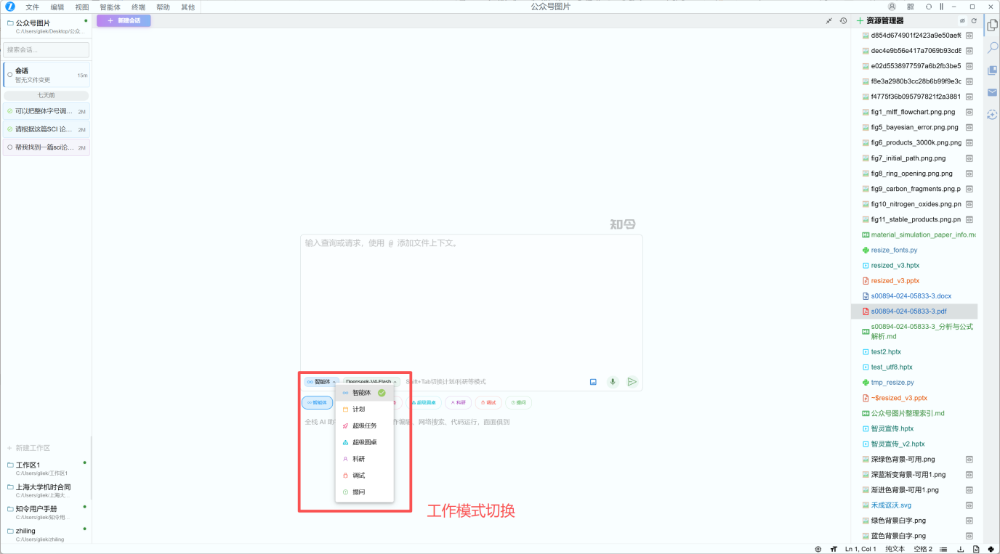 文件 编辑 视图 智能体 终端 帮助 其他
公众号图片
公众号图片
C:/Users/gliek/Desktop/公众...
搜索会话...
会话
暂无文件变更
15m
七天前
可以把整体字号调... 2M
请根据这篇SCI 论... 2M
帮我找到一篇sci论... 2M
+ 新建工作区
工作区1
C:/Users/gliek/工作区1
上海大学机时合同
C:/Users/gliek/上海大...
知令用户手册
C:/Users/gliek/知令用...
zhiling
C:/Users/gliek/zhiling
+ 新建会话
知令
输入查询或请求，使用 @ 添加文件上下文。
智能体 Deepseek-V4-Flash Shift+Tab切换计划/科研等模式
智能体 超级圆桌 科研 调试 提问
全栈 AI 助 作编辑、网络搜索、代码运行，面面俱到
智能体
计划
超级任务
超级圆桌
科研
调试
提问
工作模式切换
资源管理器
d854d674901f2423a9e50aef6
dec4e9b56e417a7069b93cd8
e02d5538977597a6b2fb3be5
f8e3a2980b3cc28b6b99f9e3c
f4775f36b095797821f2a3881
fig1_mlff_flowchart.png.png
fig5_bayesian_error.png.png
fig6_products_3000k.png.png
fig7_initial_path.png.png
fig8_ring_opening.png.png
fig9_carbon_fragments.png.p
fig10_nitrogen_oxides.png.pn
fig11_stable_products.png.pn
material_simulation_paper_info.mc
resize_fonts.py
resized_v3.hptx
resized_v3.pptx
s00894-024-05833-3.docx
s00894-024-05833-3.pdf
s00894-024-05833-3_分析与公式
解析.md
test2.hptx
test_utf8.hptx
tmp_resize.py
~$resized_v3.pptx
公众号图片整理索引.md
智灵宣传.hptx
智灵宣传_v2.hptx
深绿色背景-可用.png
深蓝渐变背景-可用1.png
渐进色背景-可用1.png
禾成讴沃.svg
绿色背景白字.png
蓝色背景白字.png
Ln 1, Col 1 纯文本 空格 2